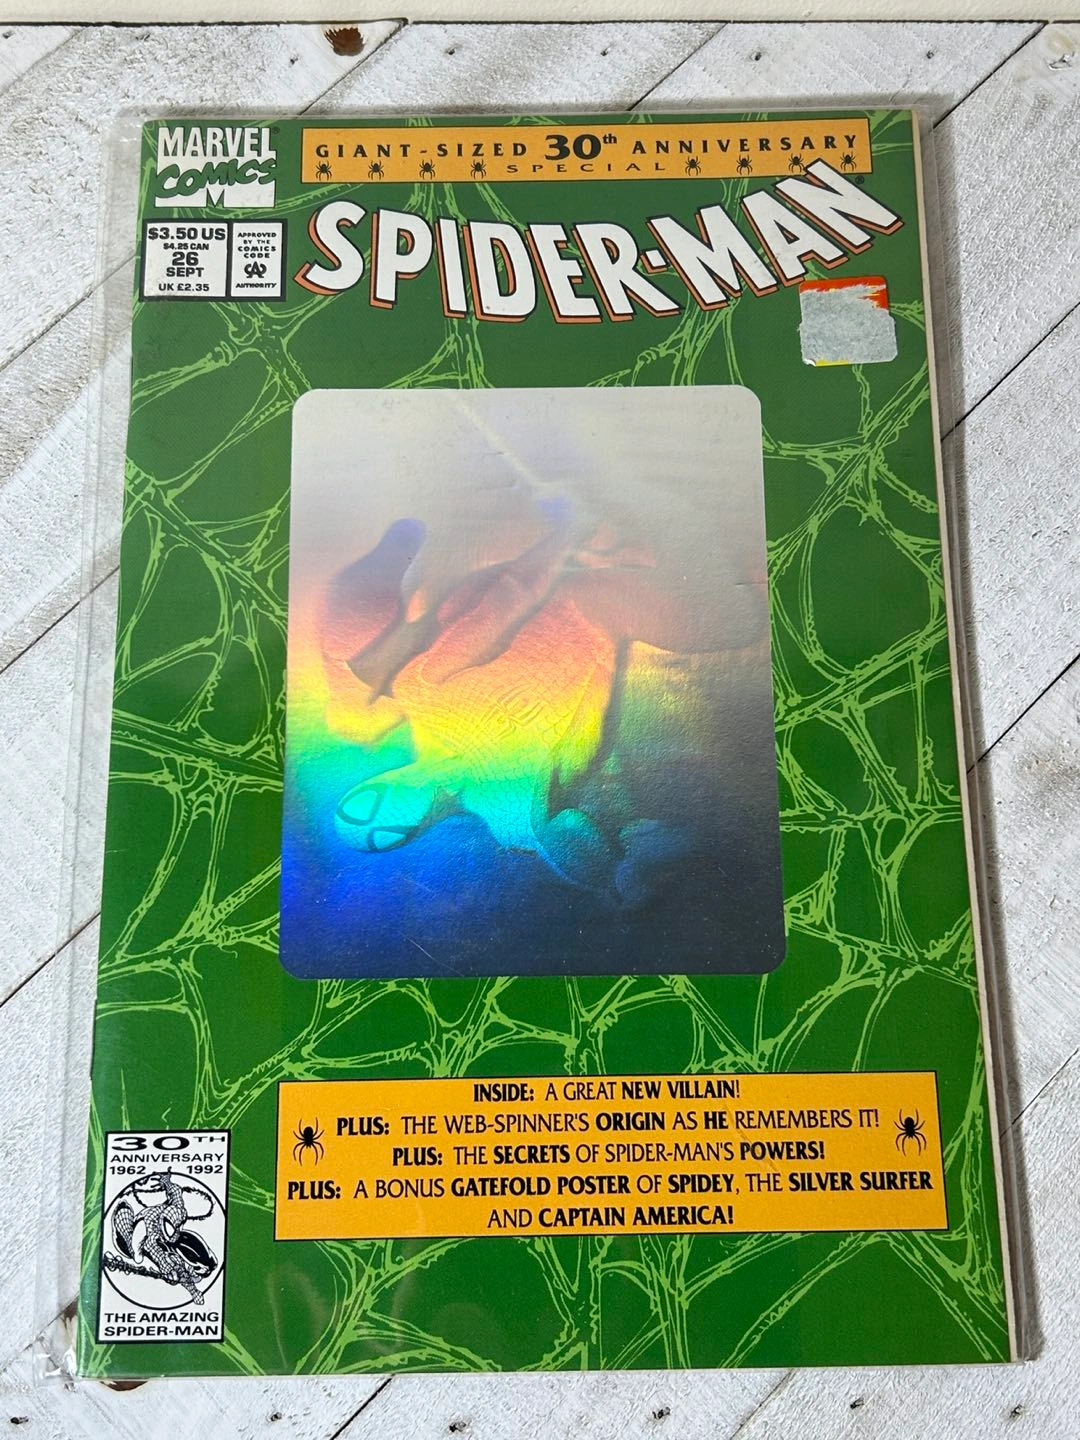 MARVEL
COMICS
M
GIANT-SIZED 30th ANNIVERSARY
SPECIAL
SPIDER-MAN®
$3.50 US
$4.25 CAN
26
SEPT
UK £2.35
APPROVED
BY THE
COMICS
CODE
CA
AUTHORITY
INSIDE: A GREAT NEW VILLAIN!
PLUS: THE WEB-SPINNER'S ORIGIN AS HE REMEMBERS IT!
PLUS: THE SECRETS OF SPIDER-MAN'S POWERS!
PLUS: A BONUS GATEFOLD POSTER OF SPIDEY, THE SILVER SURFER
AND CAPTAIN AMERICA!
30TH
ANNIVERSARY
1962 1992
THE AMAZING
SPIDER-MAN